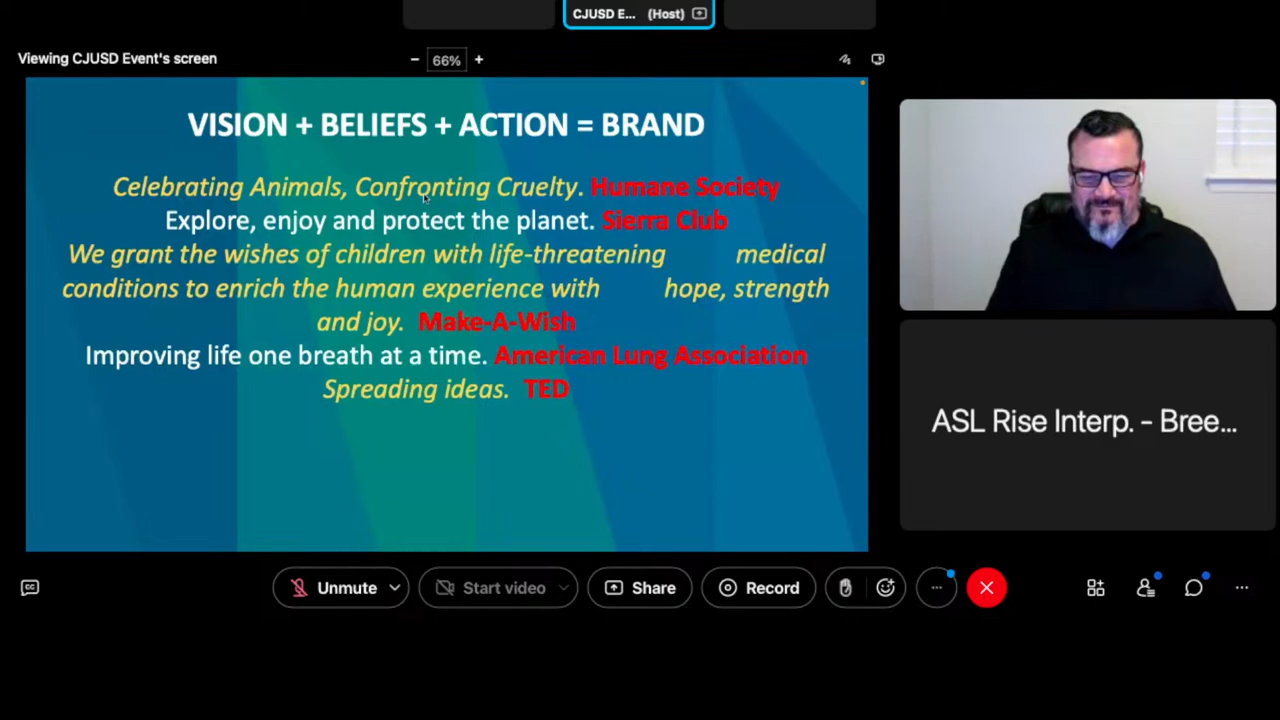 CJUSD E... (Host)
Viewing CJUSD Event's screen
66%
VISION + BELIEFS + ACTION = BRAND
Celebrating Animals, Confronting Cruelty. Humane Society
Explore, enjoy and protect the planet. Sierra Club
We grant the wishes of children with life-threatening medical
conditions to enrich the human experience with hope, strength
and joy. Make-A-Wish
Improving life one breath at a time. American Lung Association
Spreading ideas. TED
ASL Rise Interp. - Bree...
CC
Unmute
Start video
Share
Record